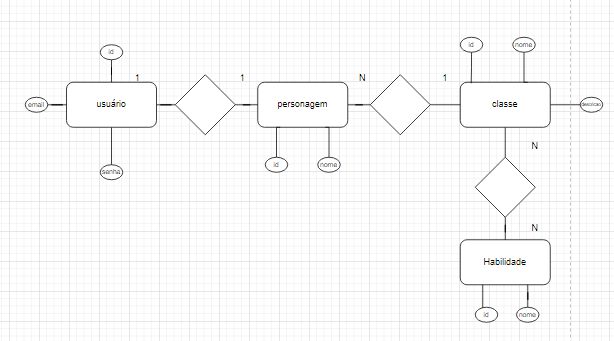 id
nome
id
1
1
N
1
email
usuário
personagem
classe
descricao
N
id
nome
senha
N
Habilidade
id
nome